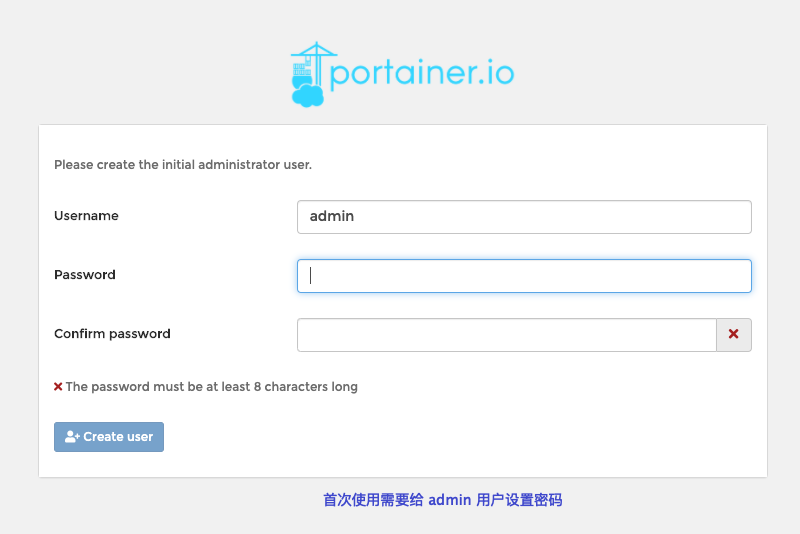 portainer.io
Please create the initial administrator user.
Username
admin
Password
Confirm password
The password must be at least 8 characters long
Create user
首次使用需要给 admin 用户设置密码